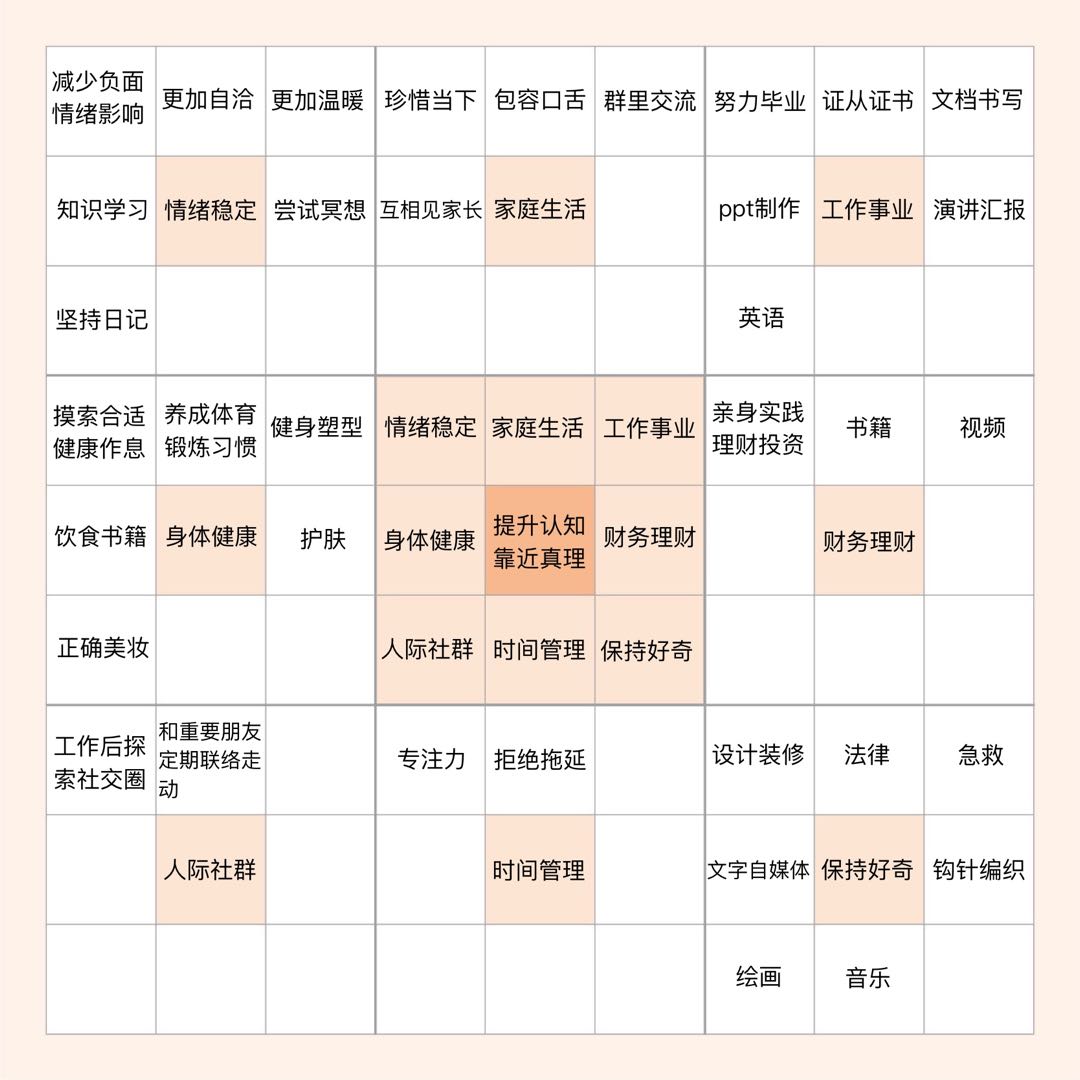 减少负面
情绪影响
更加自洽
更加温暖
珍惜当下
包容口舌
群里交流
努力毕业
证从证书
文档书写
知识学习
情绪稳定
尝试冥想
互相见家长
家庭生活
ppt制作
工作事业
演讲汇报
坚持日记
英语
摸索合适
健康作息
养成体育
锻炼习惯
健身塑型
情绪稳定
家庭生活
工作事业
亲身实践
理财投资
书籍
视频
饮食书籍
身体健康
护肤
身体健康
提升认知
靠近真理
财务理财
财务理财
正确美妆
人际社群
时间管理
保持好奇
工作后探
索社交圈
和重要朋友
定期联络走
动
专注力
拒绝拖延
设计装修
法律
急救
人际社群
时间管理
文字自媒体
保持好奇
钩针编织
绘画
音乐